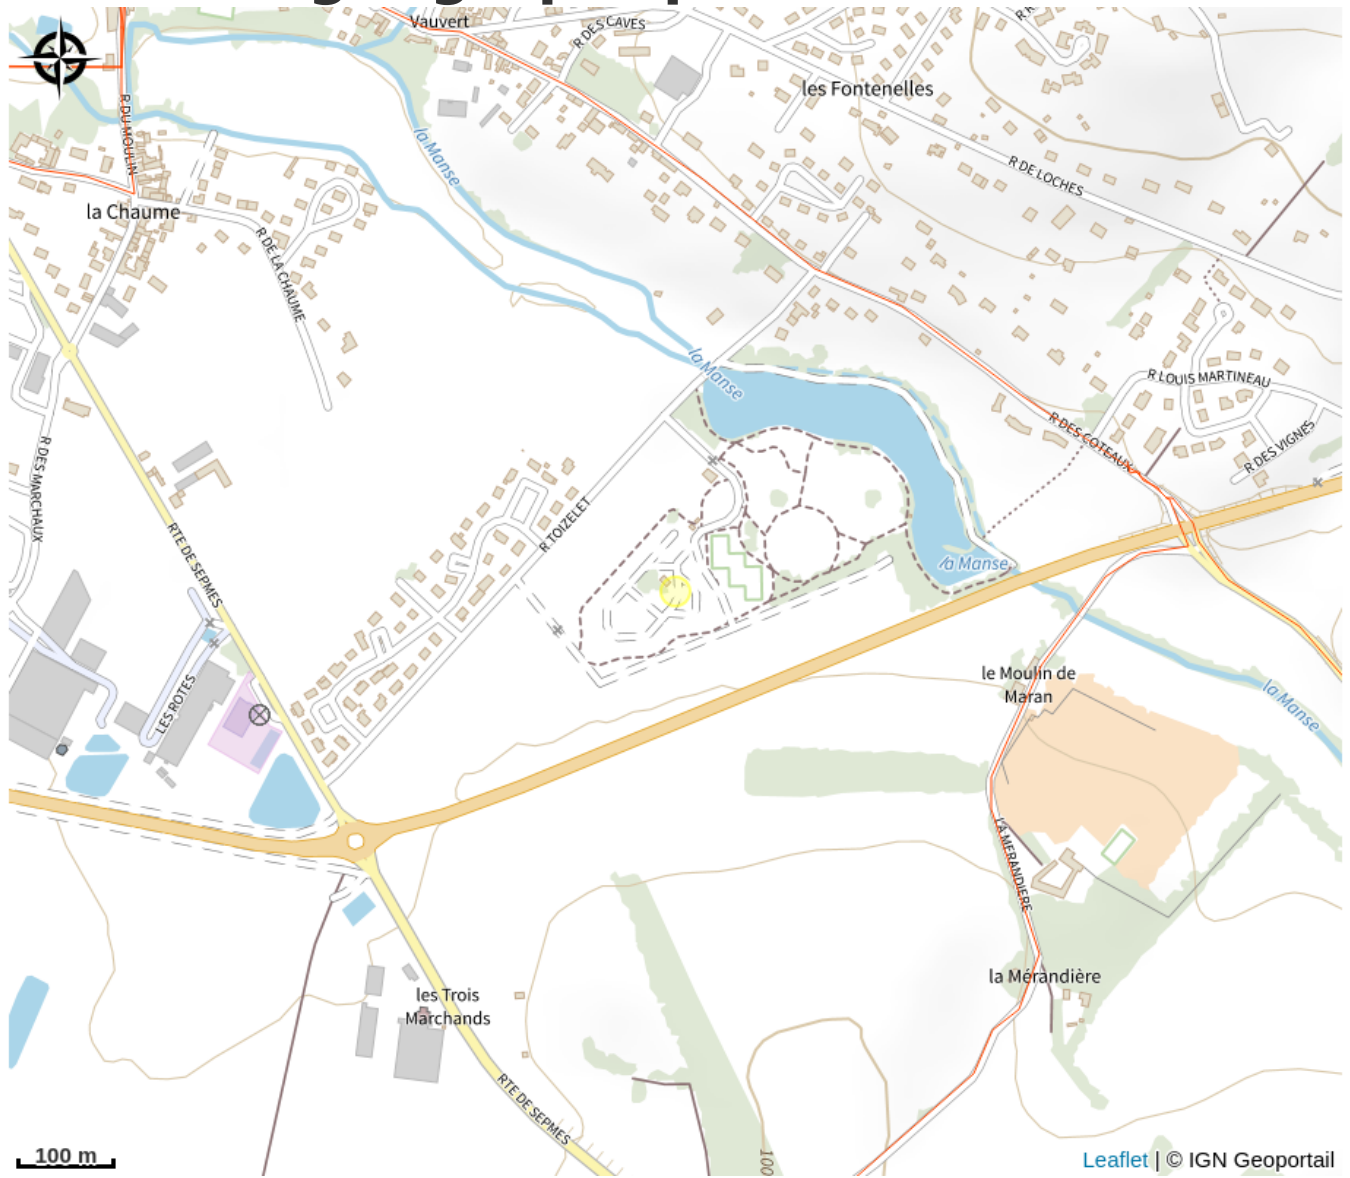 Vauvert
R DES CAVES
les Fontenelles
R DU MOULIN
la Manse
R DE LOCHES
la Chaume
R DE LA CHAUME
la Manse
R LOUIS MARTINEAU
R DES COTEAUX
R DES VIGNES
R DES MARCHAUX
R TOIZELET
RTE DE SEPMES
la Manse
le Moulin de
Maran
la Manse
LES ROTES
LA MERANDIERE
la Mérandière
les Trois
Marchands
RTE DE SEPMES
100
100 m
Leaflet | © IGN Geoportail